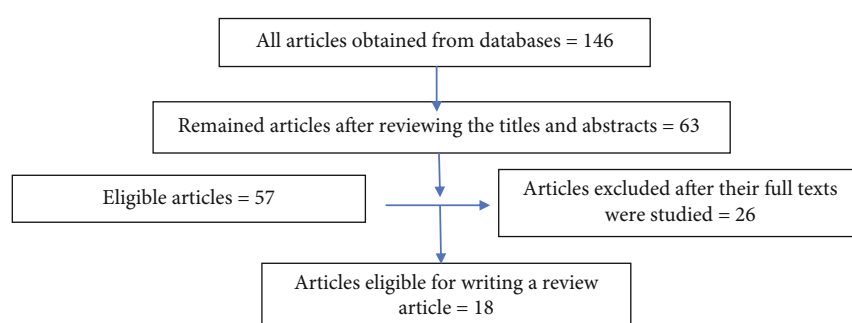 All articles obtained from databases = 146
Remained articles after reviewing the titles and abstracts = 63
Eligible articles = 57
Articles excluded after their full texts
were studied = 26
Articles eligible for writing a review
article = 18